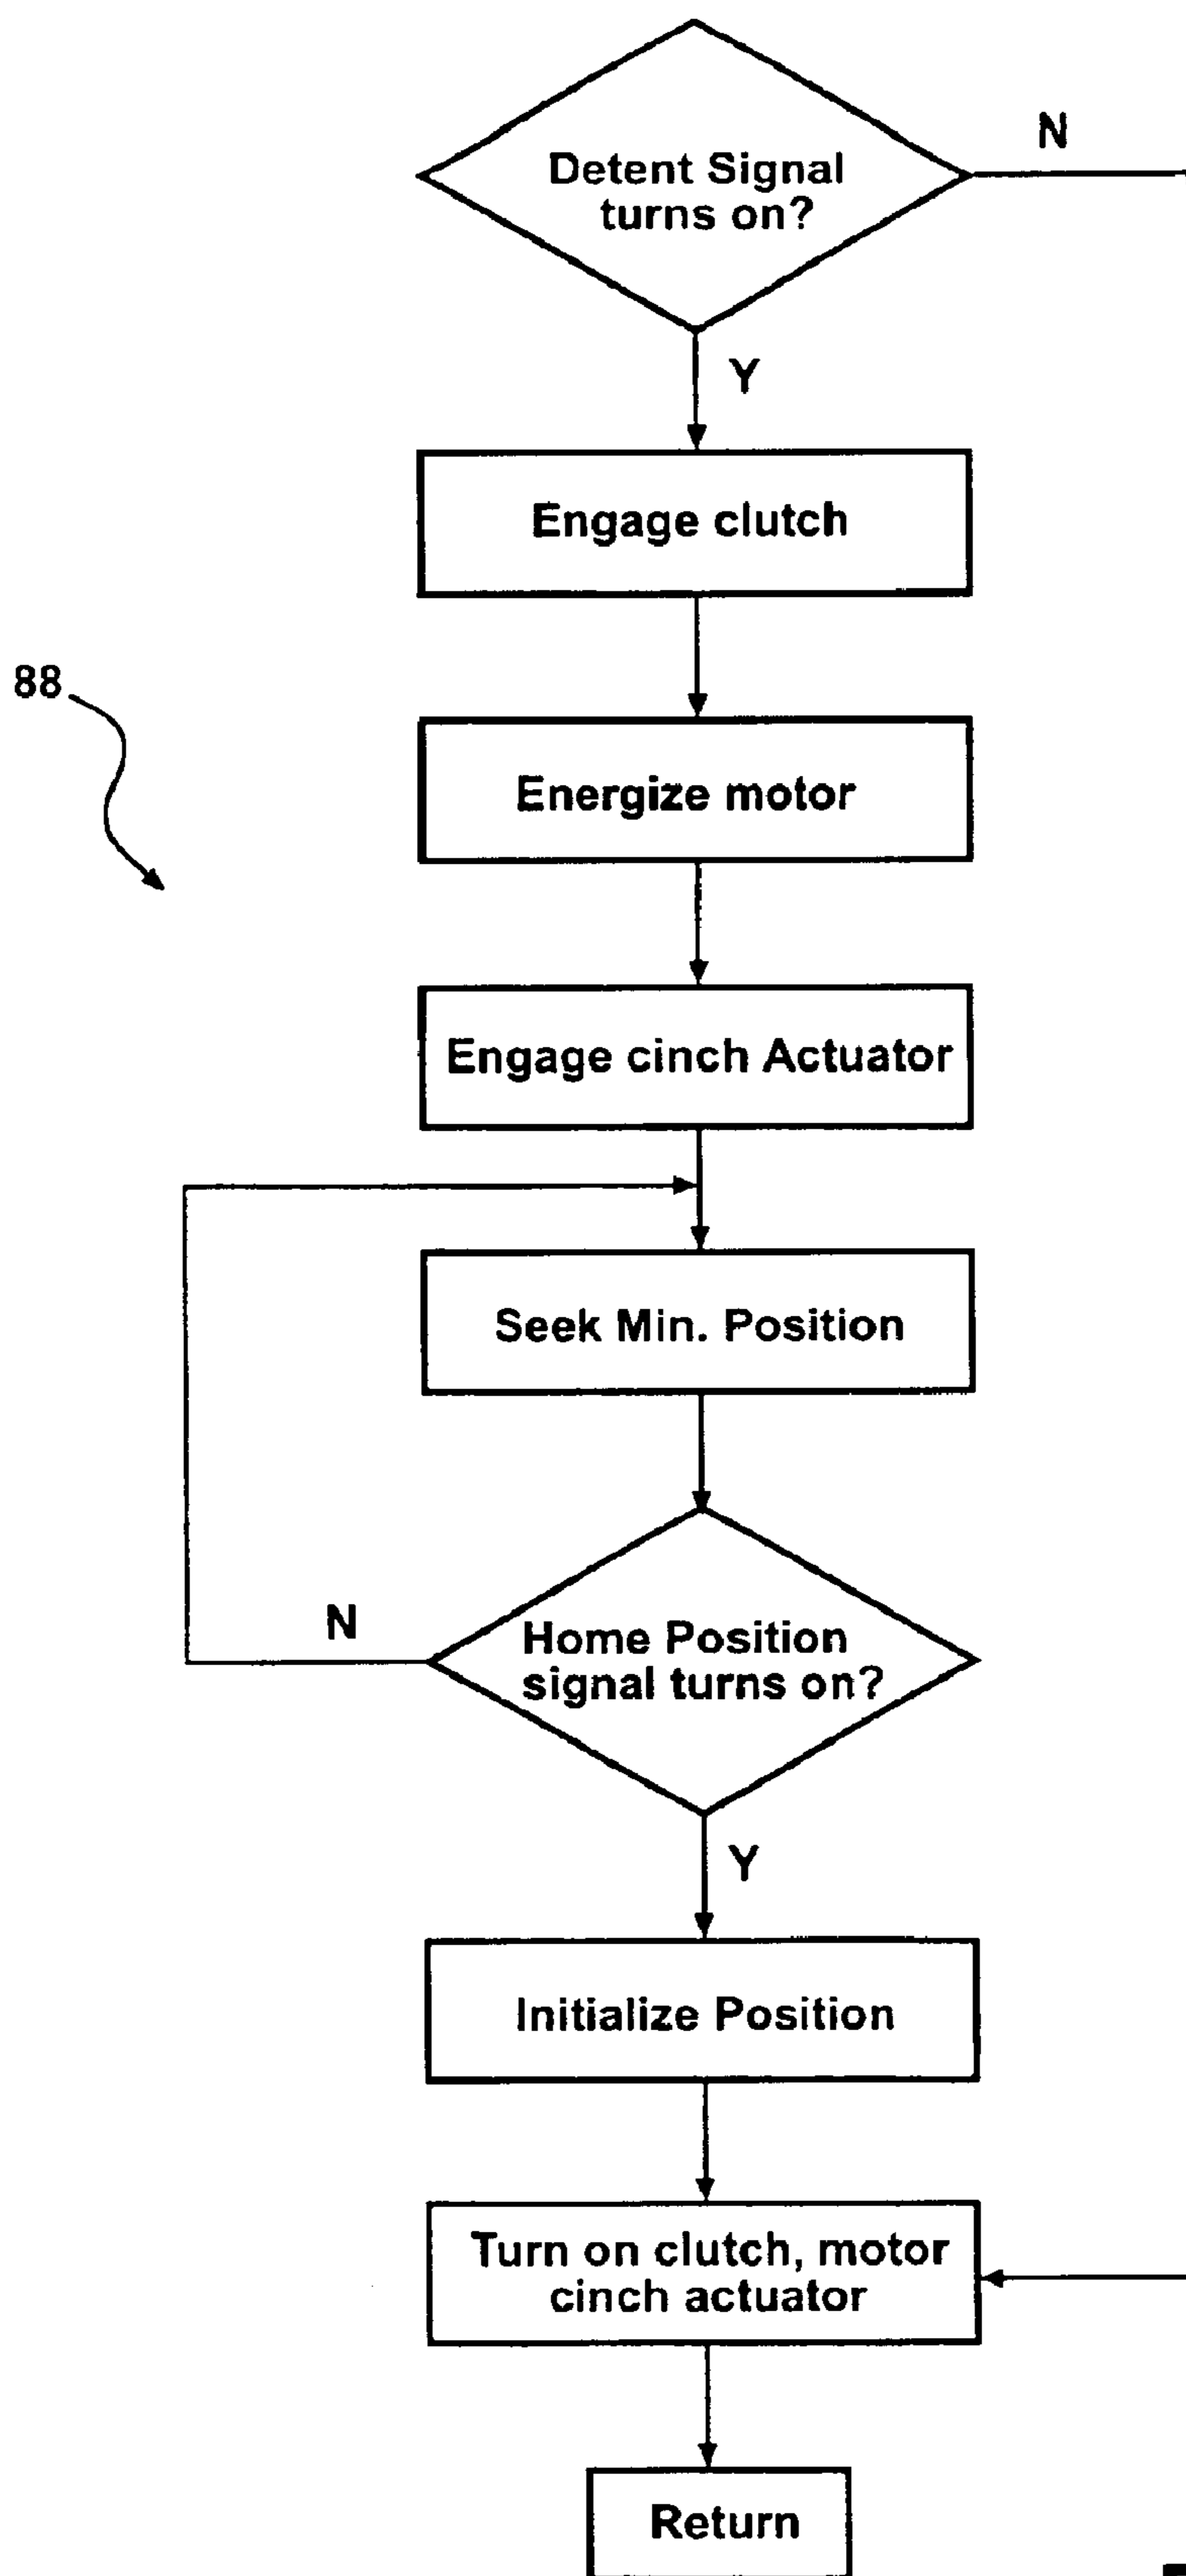 Detent Signal
turns on?
N
Y
Engage clutch
88
Energize motor
Engage cinch Actuator
Seek Min. Position
N
Home Position
signal turns on?
Y
Initialize Position
Turn on clutch, motor
cinch actuator
Return